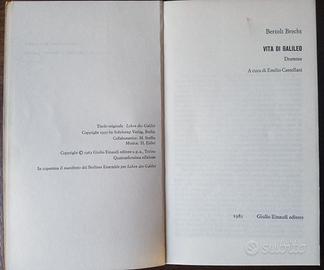 Titolo originale Leben des Galilei
Copyright 1955 by Suhrkamp Verlag, Berlin
Collaboratrice: M. Steffin
Musica: H. Eisler
Copyright © 1963 Giulio Einaudi editore s.p.a., Torino
Quattordicesima edizione
In copertina il manifesto del Berliner Ensemble per Leben des Galilei
Bertolt Brecht
VITA DI GALILEO
Dramma
A cura di Emilio Castellani
1981
Giulio Einaudi editore
subito